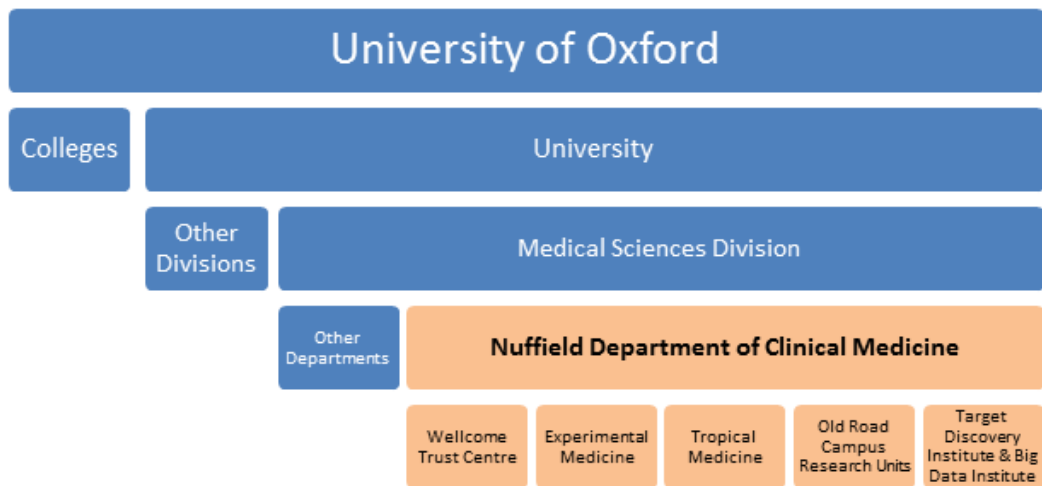 University of Oxford
Colleges
University
Other
Divisions
Medical Sciences Division
Other
Departments
Nuffield Department of Clinical Medicine
Wellcome
Trust Centre
Experimental
Medicine
Tropical
Medicine
Old Road
Campus
Research Units
Target
Discovery
Institute & Big
Data Institute